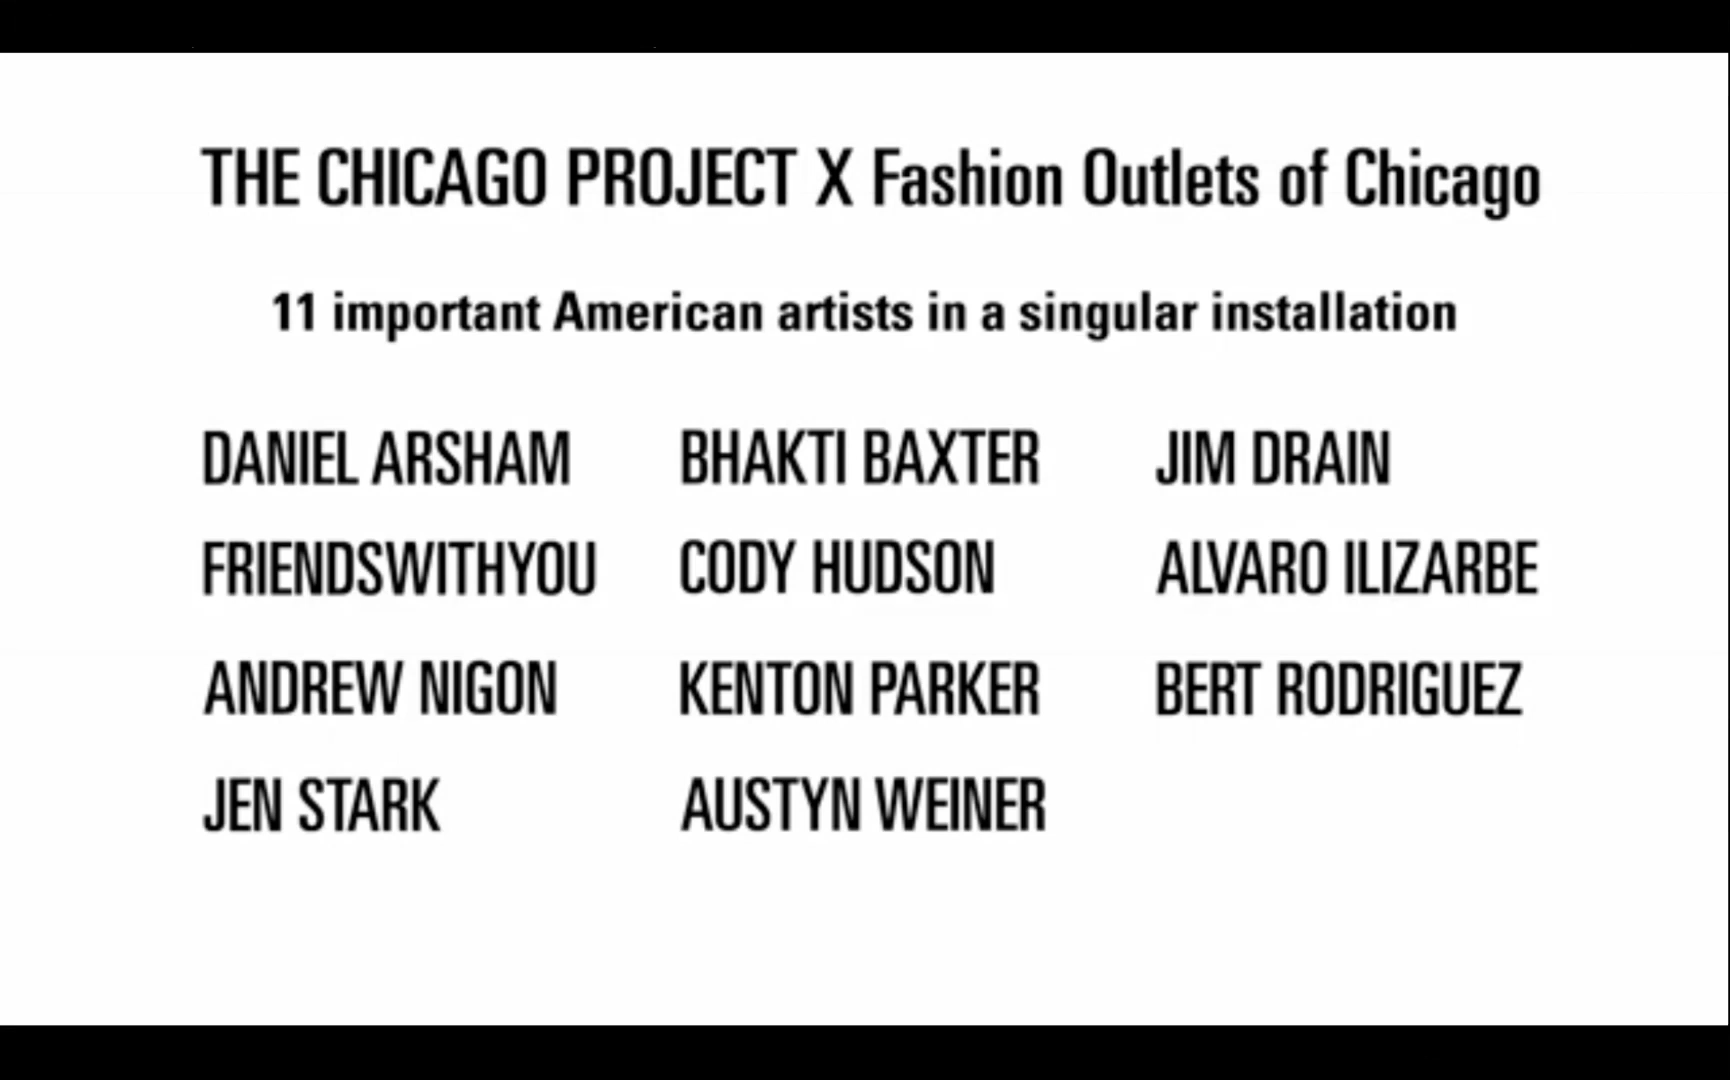 THE CHICAGO PROJECT X Fashion Outlets of Chicago
11 important American artists in a singular installation
DANIEL ARSHAM BHAKTI BAXTER JIM DRAIN
FRIENDSWITHYOU CODY HUDSON ALVARO ILIZARBE
ANDREW NIGON KENTON PARKER BERT RODRIGUEZ
JEN STARK AUSTYN WEINER